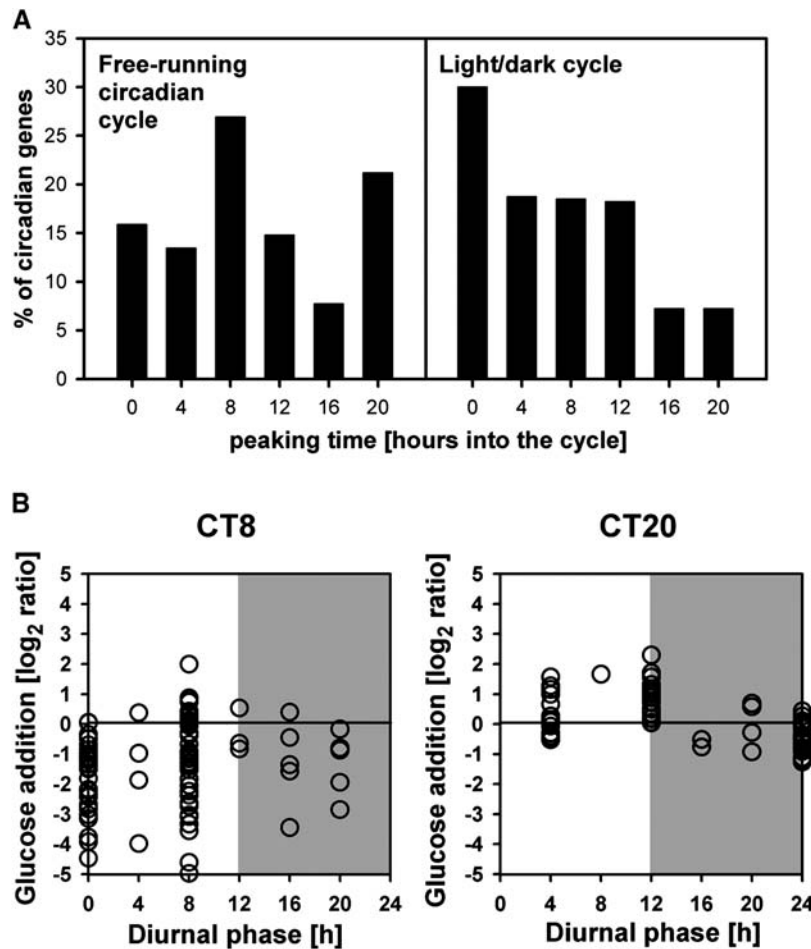 A
Free-running
circadian
cycle
Light/dark cycle
% of circadian genes
35
30
25
20
15
10
5
0
0 4 8 12 16 20 0 4 8 12 16 20
peaking time [hours into the cycle]
B
CT8
CT20
Glucose addition [log2 ratio]
5
4
3
2
1
0
-1
-2
-3
-4
-5
0 4 8 12 16 20 24
Diurnal phase [h]
Glucose addition [log2 ratio]
5
4
3
2
1
0
-1
-2
-3
-4
-5
0 4 8 12 16 20 24
Diurnal phase [h]